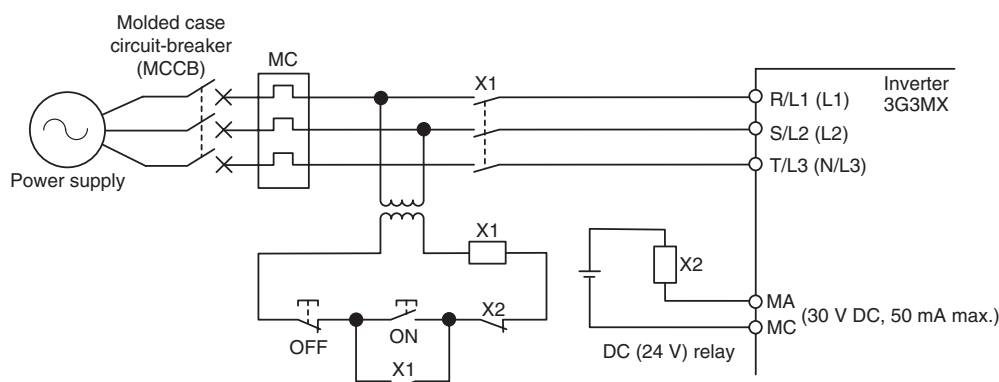 Molded case
circuit-breaker
(MCCB)
MC
X1
Inverter
3G3MX
R/L1 (L1)
S/L2 (L2)
T/L3 (N/L3)
Power supply
X1
X2
MA
(30 V DC, 50 mA max.)
MC
X2
OFF
ON
DC (24 V) relay
X1